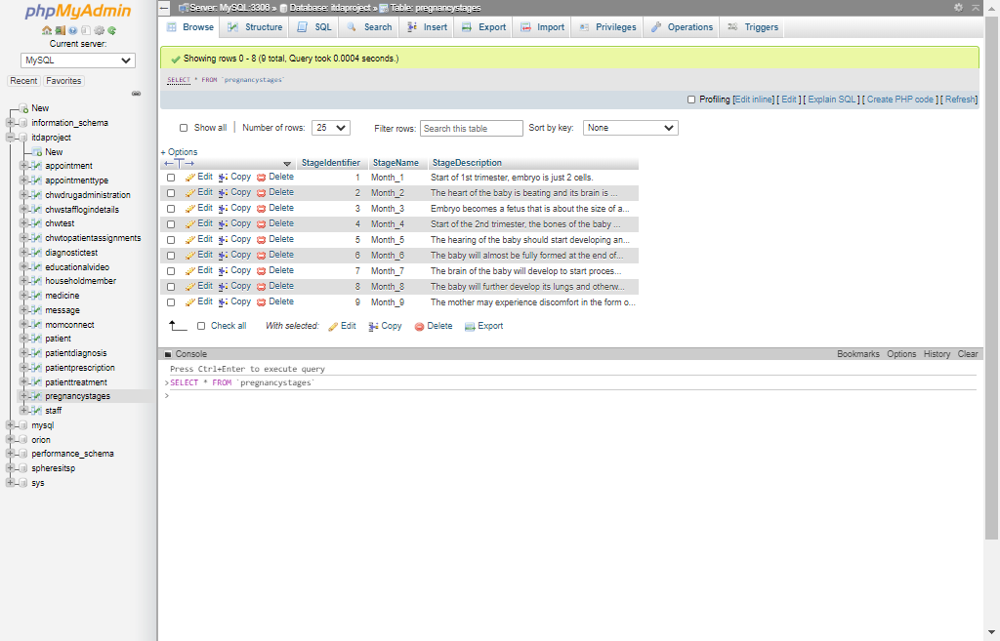 phpMyAdmin
Current server:
MySQL
Recent Favorites
New
information_schema
itdaproject
New
appointment
appointmenttype
chwdrugadministration
chwstafflogindetails
chwtest
chwtopatientassignments
diagnostictest
educationalvideo
householdmember
medicine
message
momconnect
patient
patientdiagnosis
patientprescription
patienttreatment
pregnancystages
staff
mysql
orion
performance_schema
spheresitsp
sys
Server: MySQL:3308 » Database: itdaproject » Table: pregnancystages
Browse Structure SQL Search Insert Export Import Privileges Operations Triggers
Showing rows 0 - 8 (9 total, Query took 0.0004 seconds.)
SELECT * FROM `pregnancystages`
Profiling [Edit inline] [ Edit ] [ Explain SQL ] [ Create PHP code ] [ Refresh]
Show all | Number of rows: 25 Filter rows: Search this table Sort by key: None
+ Options
←T→ StageIdentifier StageName StageDescription
Edit Copy Delete 1 Month_1 Start of 1st trimester, embryo is just 2 cells.
Edit Copy Delete 2 Month_2 The heart of the baby is beating and its brain is ...
Edit Copy Delete 3 Month_3 Embryo becomes a fetus that is about the size of a...
Edit Copy Delete 4 Month_4 Start of the 2nd trimester, the bones of the baby ...
Edit Copy Delete 5 Month_5 The hearing of the baby should start developing an...
Edit Copy Delete 6 Month_6 The baby will almost be fully formed at the end of...
Edit Copy Delete 7 Month_7 The brain of the baby will develop to start proces...
Edit Copy Delete 8 Month_8 The baby will further develop its lungs and otherw...
Edit Copy Delete 9 Month_9 The mother may experience discomfort in the form o...
Check all With selected: Edit Copy Delete Export
Console Bookmarks Options History Clear
Press Ctrl+Enter to execute query
>SELECT * FROM `pregnancystages`
>